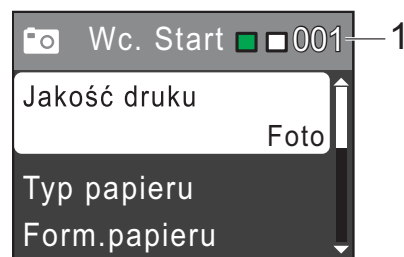 Wc. Start 001 1
Jakość druku
Foto
Typ papieru
Form.papieru